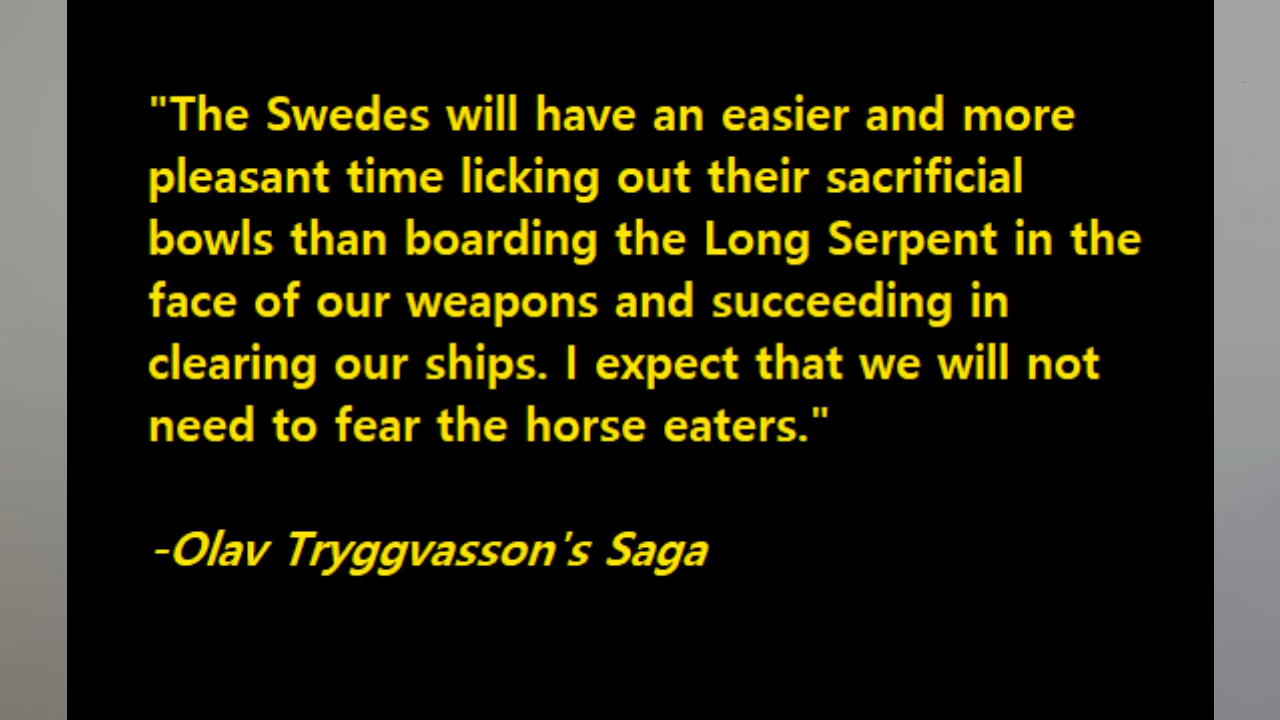 "The Swedes will have an easier and more
pleasant time licking out their sacrificial
bowls than boarding the Long Serpent in the
face of our weapons and succeeding in
clearing our ships. I expect that we will not
need to fear the horse eaters."
-Olav Tryggvasson's Saga